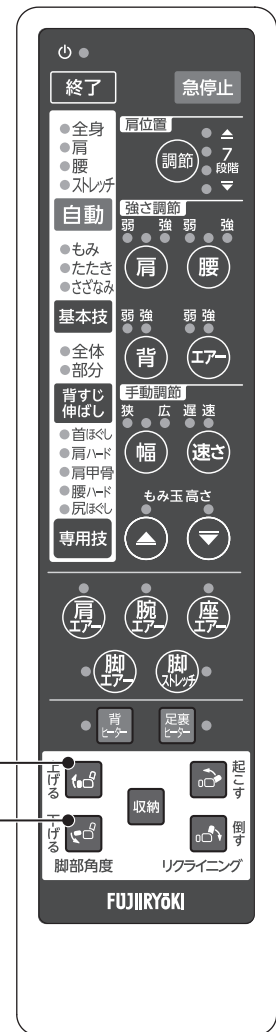 終了
急停止
全身
肩
腰
ストレッチ
自動
肩位置
調節
7
段階
強さ調節
弱 強 弱 強
肩 腰
もみ
たたき
さざなみ
基本技
弱 強 弱 強
背 エアー
全体
部分
背すじ
伸ばし
手動調節
狭 広 遅 速
幅 速さ
首ほぐし
肩ハード
肩甲骨
腰ハード
尻ほぐし
専用技
もみ玉高さ
肩
エアー
腕
エアー
座
エアー
脚
エアー
脚
ストレッチ
背
ヒーター
足裏
ヒーター
上げる
下げる
収納
起こす
倒す
脚部角度
リクライニング
FUJIIRYOKI